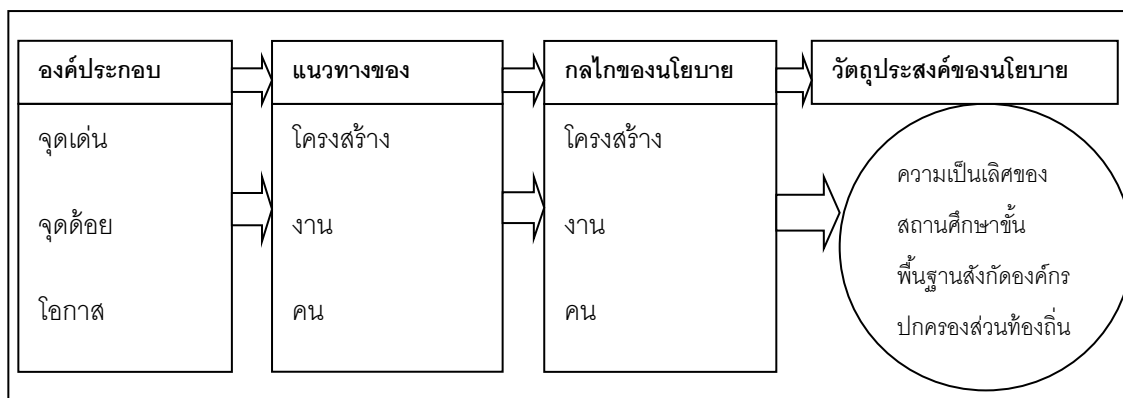 องค์ประกอบ
แนวทางของ
กลไกของนโยบาย
วัตถุประสงค์ของนโยบาย
จุดเด่น
จุดด้อย
โอกาส
โครงสร้าง
งาน
คน
โครงสร้าง
งาน
คน
ความเป็นเลิศของ
สถานศึกษาขั้น
พื้นฐานสังกัดองค์กร
ปกครองส่วนท้องถิ่น